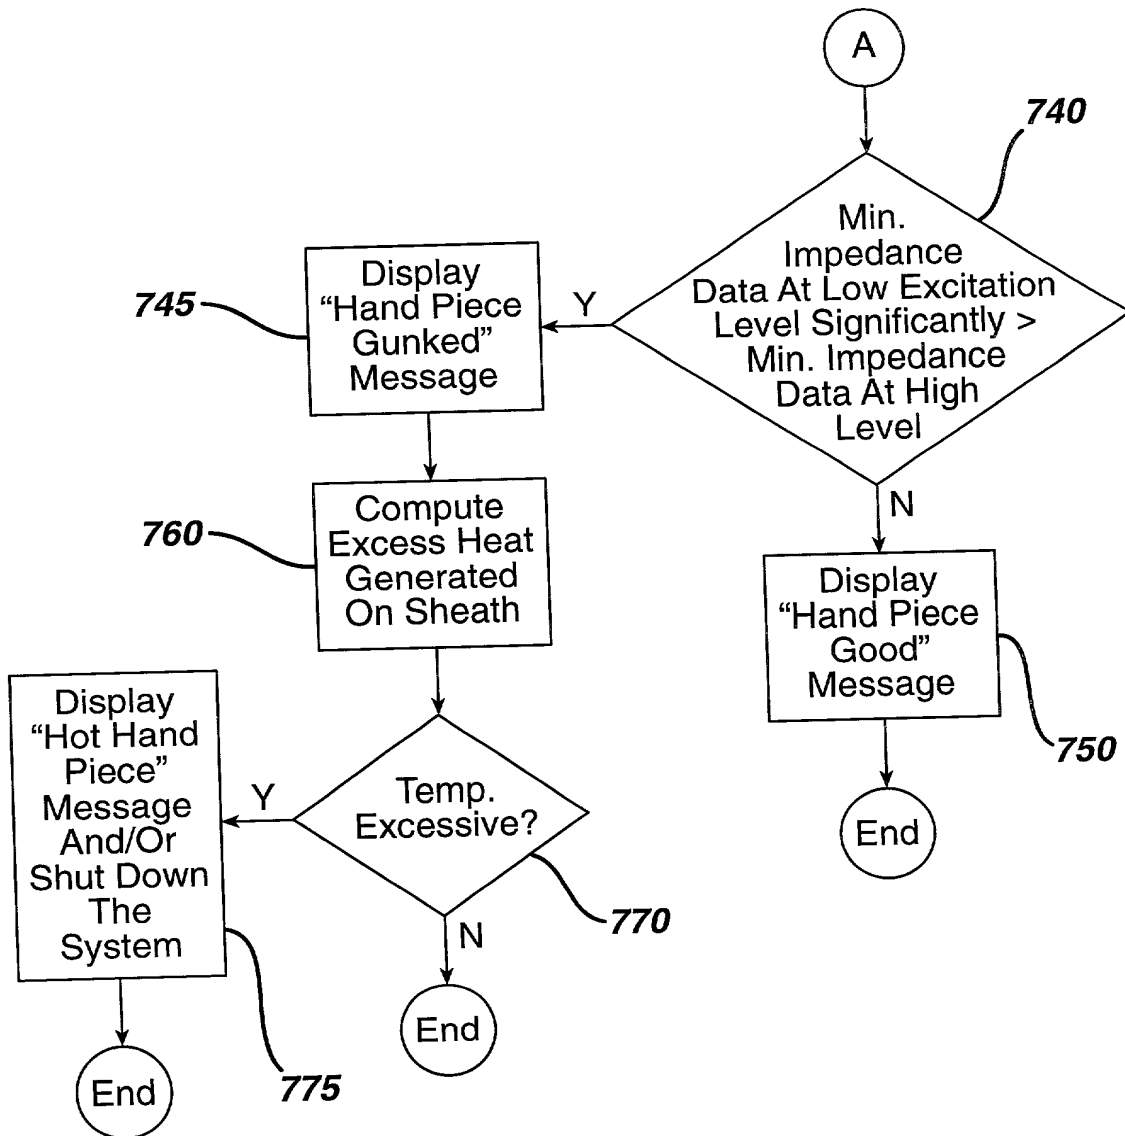 A
740
Min.
Impedance
Data At Low Excitation
Level Significantly >
Min. Impedance
Data At High
Level
Y
N
745
Display
“Hand Piece
Gunked”
Message
760
Compute
Excess Heat
Generated
On Sheath
Display
“Hand Piece
Good”
Message
750
End
Temp.
Excessive?
770
Y
N
Display
“Hot Hand
Piece”
Message
And/Or
Shut Down
The
System
775
End
End